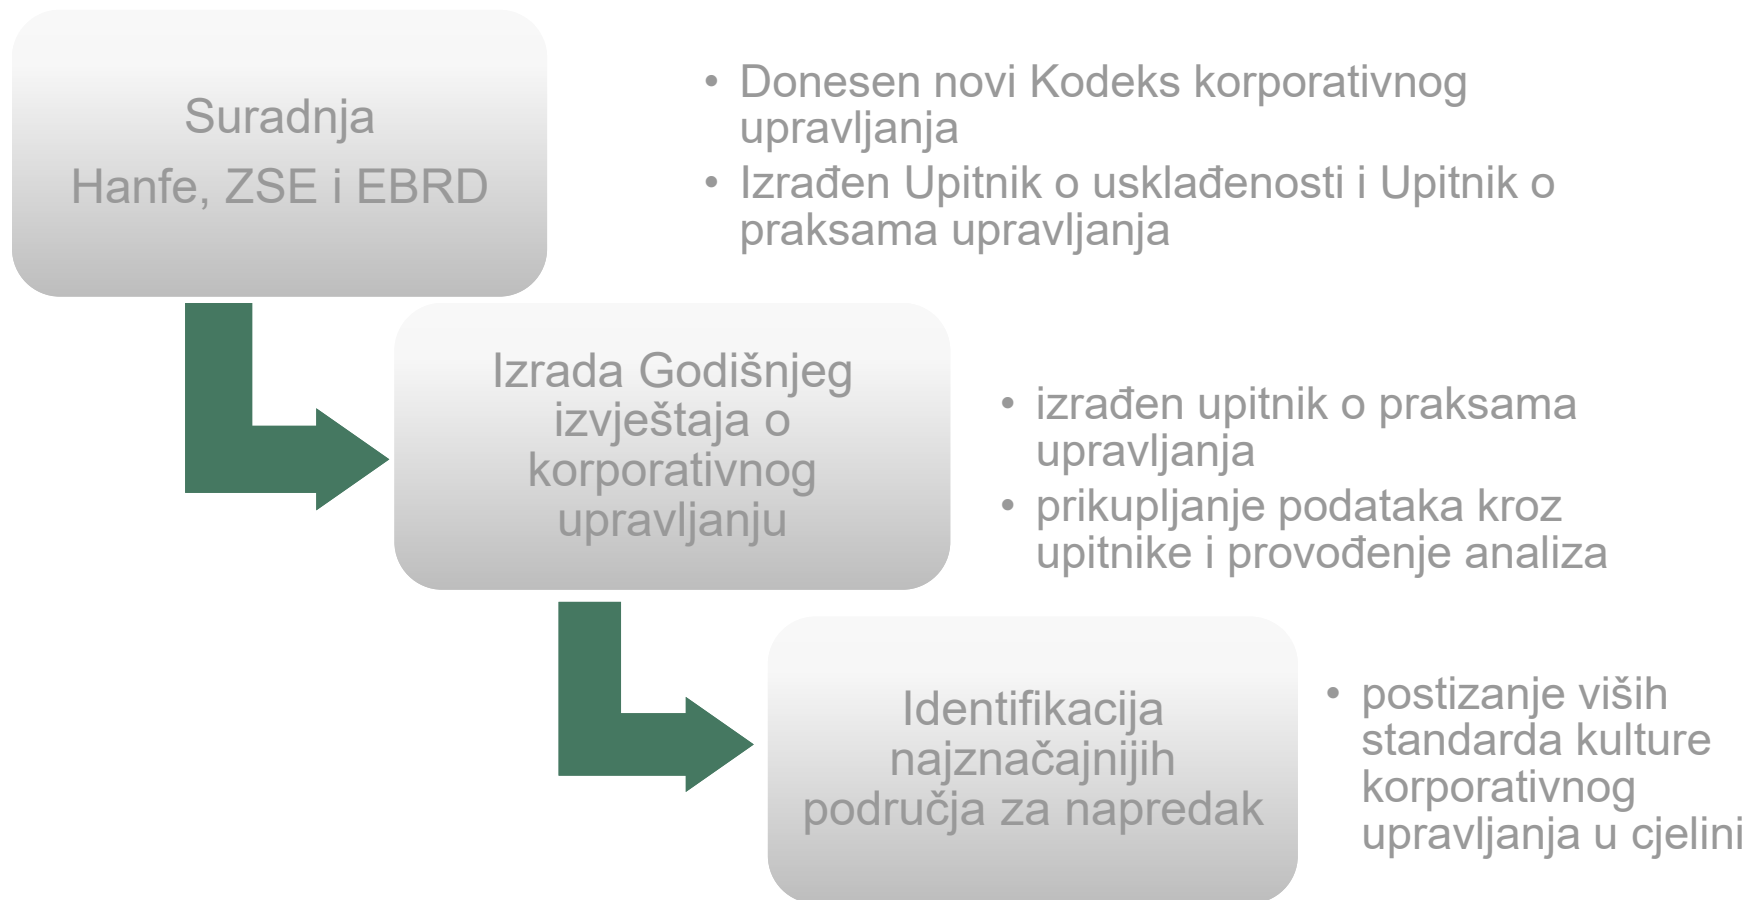 Suradnja
Hanfe, ZSE i EBRD
• Donesen novi Kodeks korporativnog
upravljanja
• Izrađen Upitnik o usklađenosti i Upitnik o
praksama upravljanja
Izrada Godišnjeg
izvještaja o
korporativnog
upravljanju
• izrađen upitnik o praksama
upravljanja
• prikupljanje podataka kroz
upitnike i provođenje analiza
Identifikacija
najznačajnijih
područja za napredak
• postizanje viših
standarda kulture
korporativnog
upravljanja u cjelini